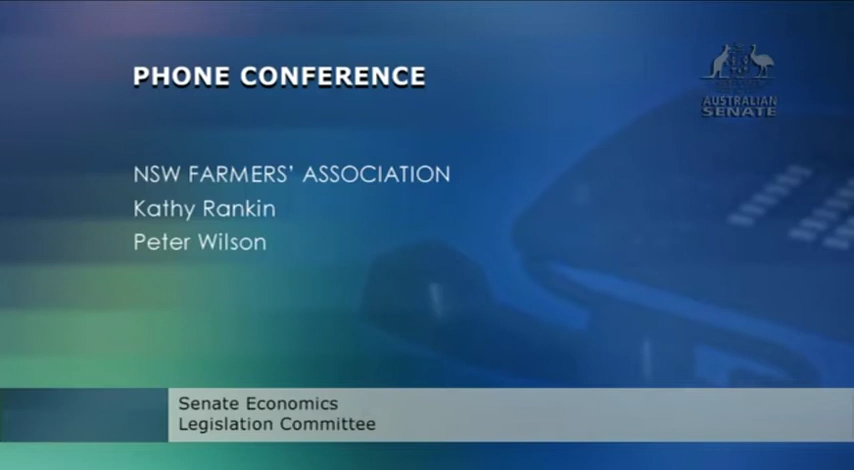 PHONE CONFERENCE
AUSTRALIAN
SENATE
NSW FARMERS' ASSOCIATION
Kathy Rankin
Peter Wilson
Senate Economics
Legislation Committee